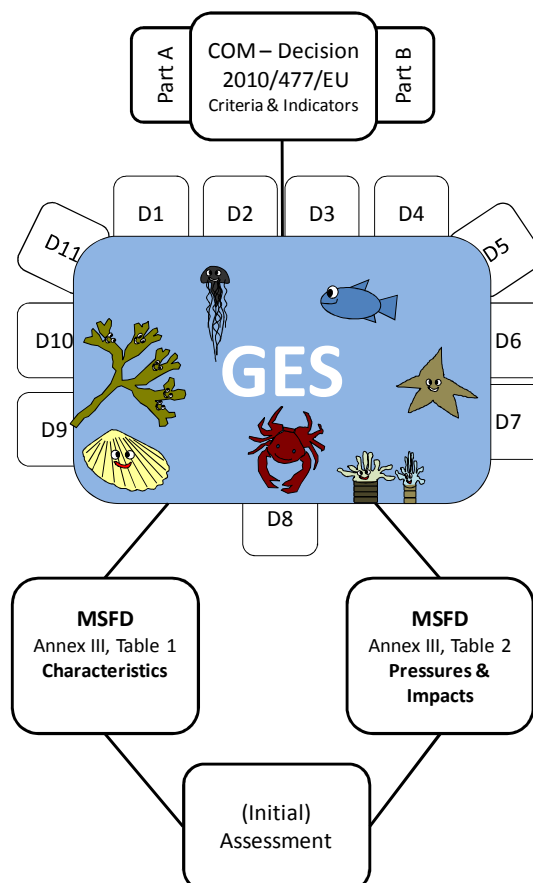 Part A
COM – Decision
2010/477/EU
Criteria & Indicators
Part B
D1
D2
D3
D4
D11
D5
D10
GES
D6
D9
D7
D8
MSFD
Annex III, Table 1
Characteristics
MSFD
Annex III, Table 2
Pressures &
Impacts
(Initial)
Assessment